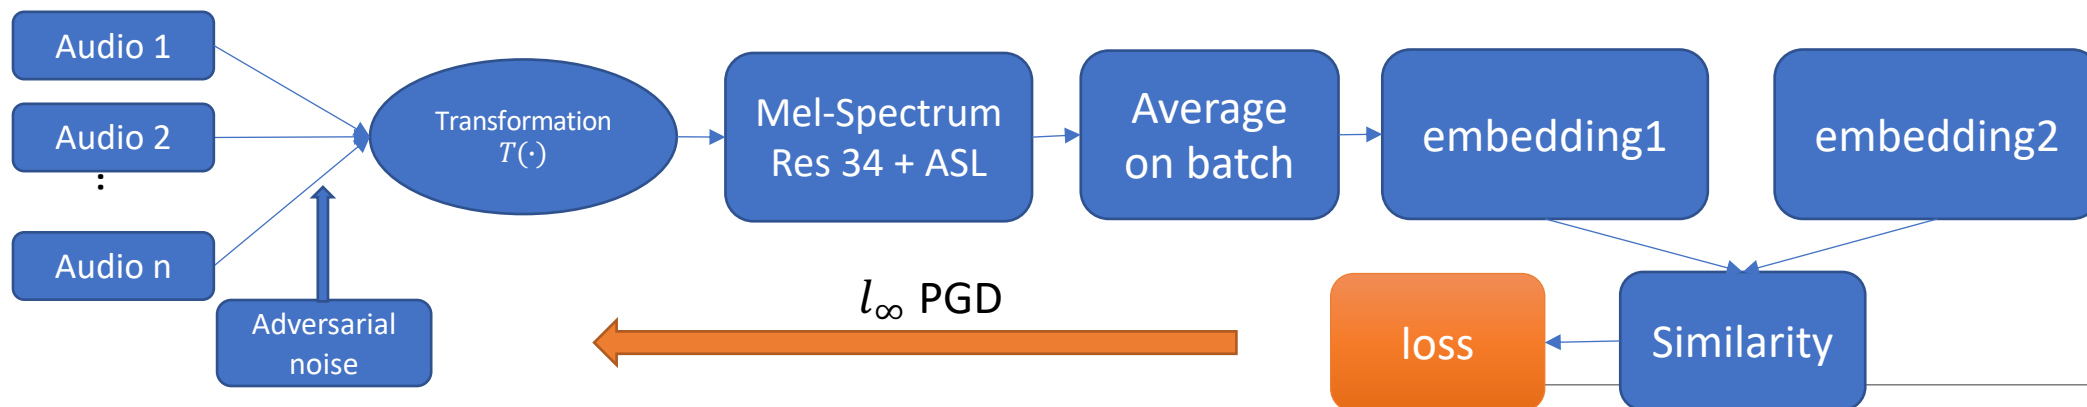 Audio 1
Audio 2
:
Audio n
Adversarial
noise
Transformation
T(·)
Mel-Spectrum
Res 34 + ASL
Average
on batch
embedding1
embedding2
l∞ PGD
loss
Similarity